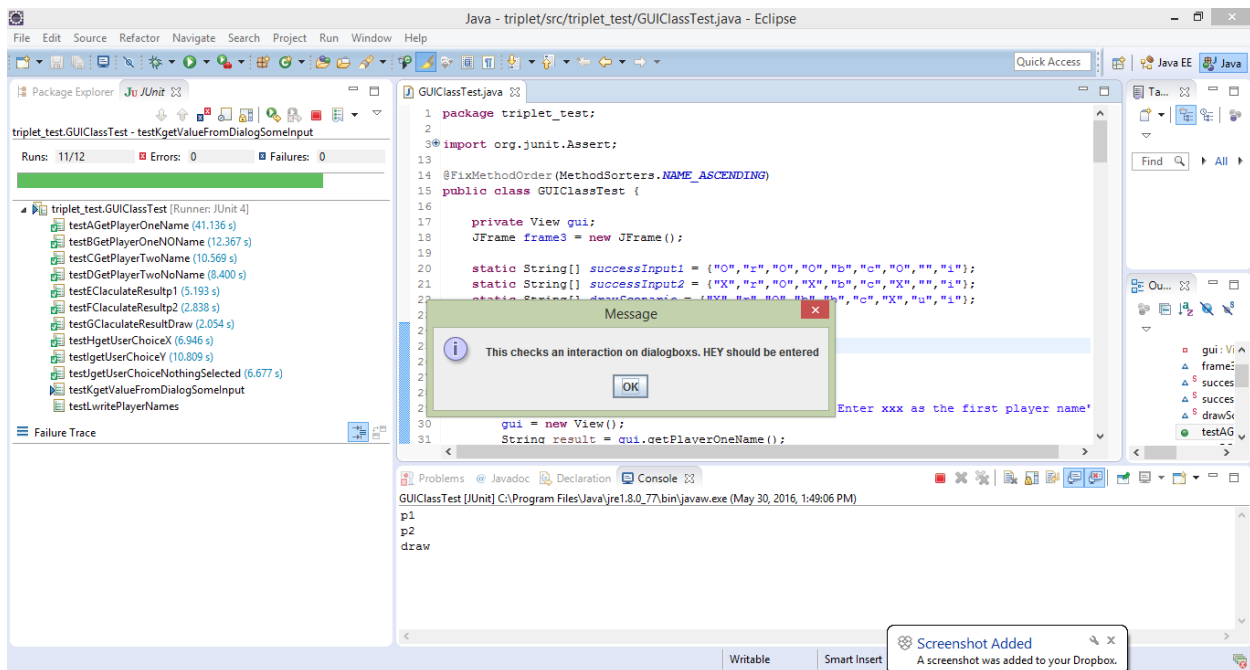 Java - triplet/src/triplet_test/GUIClassTest.java - Eclipse
File Edit Source Refactor Navigate Search Project Run Window Help
Quick Access
Java EE
Java
Package Explorer
JUnit
triplet_test.GUIClassTest - testKgetValueFromDialogSomeInput
Runs: 11/12
Errors: 0
Failures: 0
triplet_test.GUIClassTest [Runner: JUnit 4]
testAGetPlayerOneName (41.136 s)
testBGetPlayerOneNOName (12.367 s)
testCGetPlayerTwoName (10.569 s)
testDGetPlayerTwoNoName (8.400 s)
testEClaculateResultp1 (5.193 s)
testFClaculateResultp2 (2.838 s)
testGClaculateResultDraw (2.054 s)
testHgetUserChoiceX (6.946 s)
testIgetUserChoiceY (10.809 s)
testJgetUserChoiceNothingSelected (6.677 s)
testKgetValueFromDialogSomeInput
testLwritePlayerNames
Failure Trace
GUIClassTest.java
1 package triplet_test;
2
3 import org.junit.Assert;
13
14 @FixMethodOrder(MethodSorters.NAME_ASCENDING)
15 public class GUIClassTest {
16
17 private View gui;
18 JFrame frame3 = new JFrame();
19
20 static String[] successInput1 = {"O","r","O","O","b","c","O","","i"};
21 static String[] successInput2 = {"X","r","O","X","b","c","X","","i"};
22 static String[] drawScenario = {"X","r","O","b","b","c","X","u","i"};
Message
This checks an interaction on dialogboxs. HEY should be entered
OK
Enter xxx as the first player name"
30 gui = new View();
31 String result = gui.getPlayerOneName();
Ta...
Find
All
Ou...
gui : Vi
frame3
succes
succes
drawSc
testAG
Problems @ Javadoc Declaration Console
GUIClassTest [JUnit] C:\Program Files\Java\jre1.8.0_77\bin\javaw.exe (May 30, 2016, 1:49:06 PM)
p1
p2
draw
Writable
Smart Insert
Screenshot Added
A screenshot was added to your Dropbox.